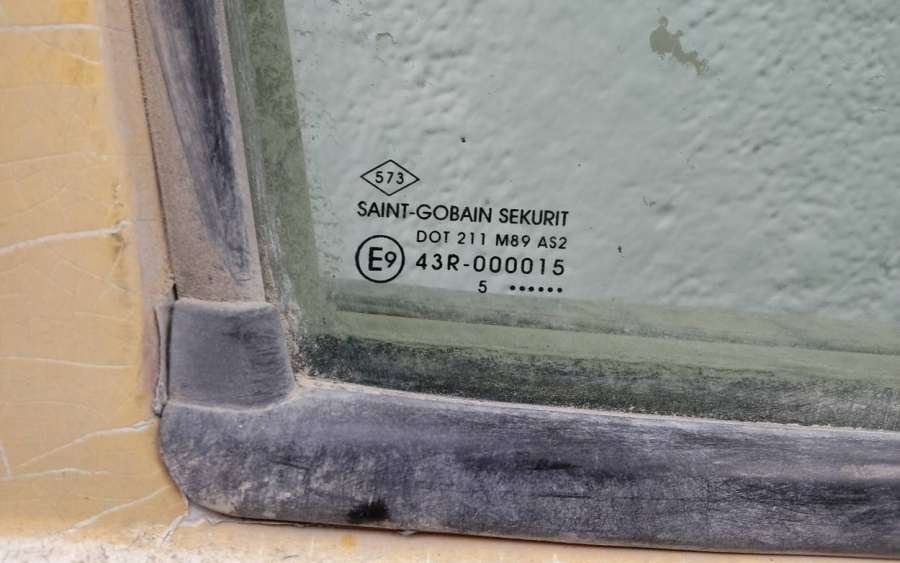 573
SAINT-GOBAIN SEKURIT
DOT 211 M89 AS2
E9 43R-000015
5 ••••••